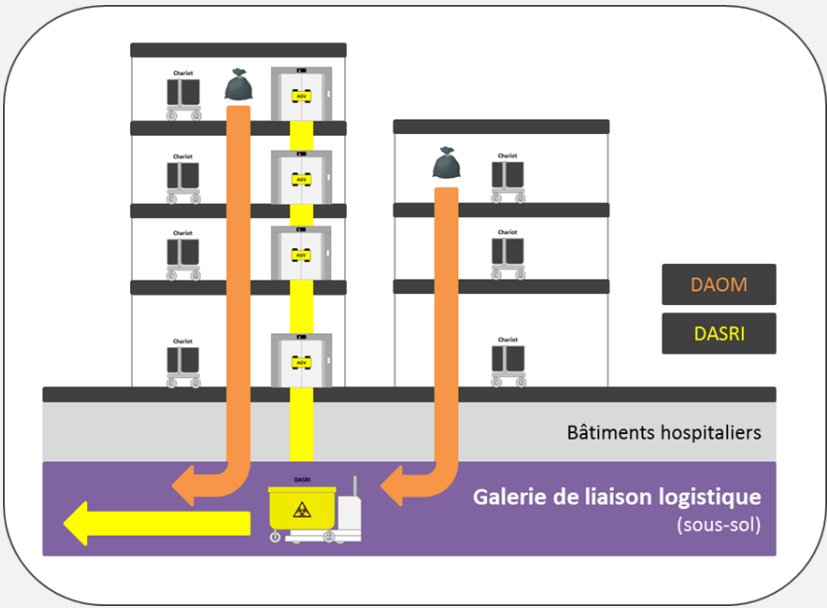 Chariot
AGV
Chariot
AGV
Chariot
Chariot
AGV
Chariot
DAOM
DASRI
Chariot
AGV
Chariot
Bâtiments hospitaliers
DASRI
Galerie de liaison logistique
(sous-sol)